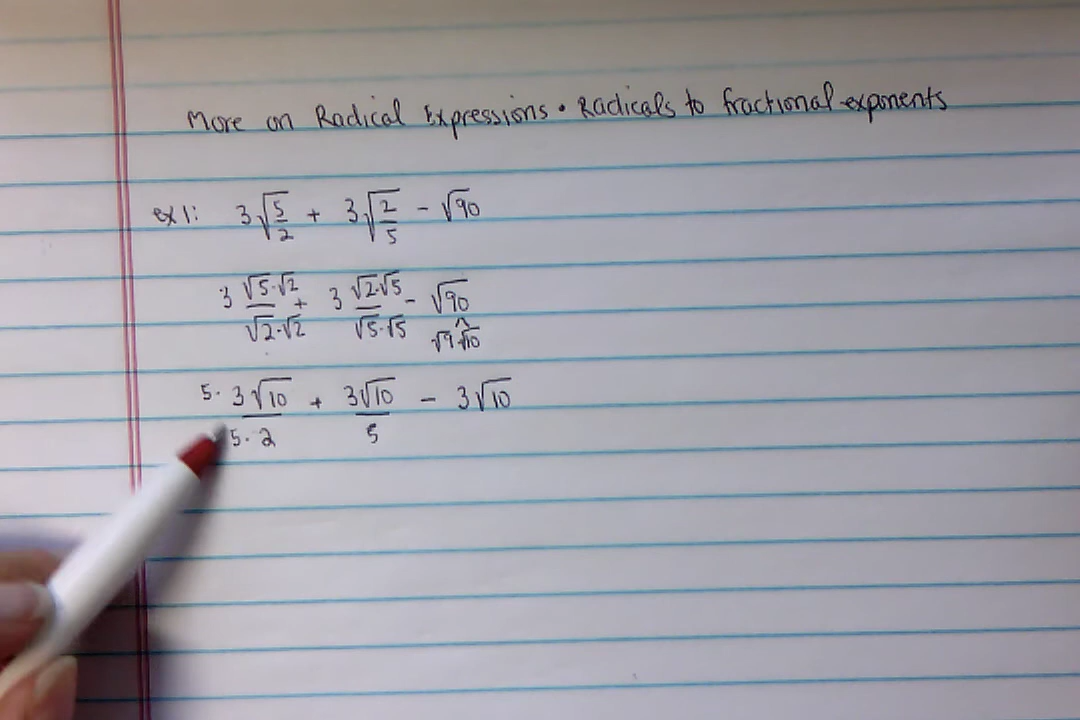 More on Radical Expressions • Radicals to fractional exponents
ex 1: 3√(5/2) + 3√(2/5) - √90
3 (√5·√2)/(√2·√2) + 3 (√2·√5)/(√5·√5) - √90
√9·√10
(5·3√10)/(5·2) + (3√10)/5 - 3√10